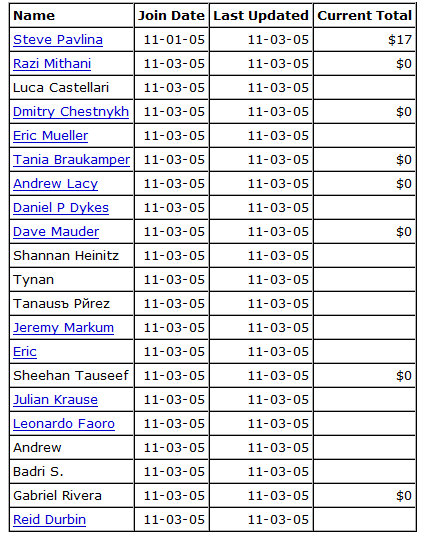 Name Join Date Last Updated Current Total
Steve Pavlina 11-01-05 11-03-05 $17
Razi Mithani 11-03-05 11-03-05 $0
Luca Castellari 11-03-05 11-03-05
Dmitry Chestnykh 11-03-05 11-03-05 $0
Eric Mueller 11-03-05 11-03-05
Tania Braukamper 11-03-05 11-03-05 $0
Andrew Lacy 11-03-05 11-03-05 $0
Daniel P Dykes 11-03-05 11-03-05
Dave Mauder 11-03-05 11-03-05 $0
Shannan Heinitz 11-03-05 11-03-05
Tynan 11-03-05 11-03-05
Tanausъ Pйrez 11-03-05 11-03-05
Jeremy Markum 11-03-05 11-03-05
Eric 11-03-05 11-03-05
Sheehan Tauseef 11-03-05 11-03-05 $0
Julian Krause 11-03-05 11-03-05
Leonardo Faoro 11-03-05 11-03-05
Andrew 11-03-05 11-03-05
Badri S. 11-03-05 11-03-05
Gabriel Rivera 11-03-05 11-03-05 $0
Reid Durbin 11-03-05 11-03-05